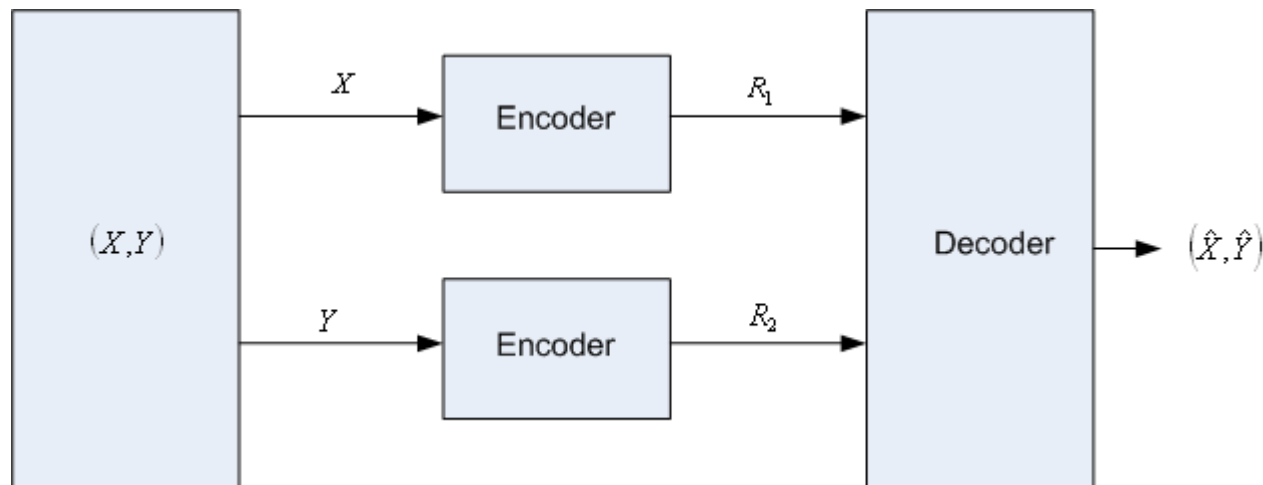 X
Encoder
R₁
(X,Y)
Decoder
(X̂,Ŷ)
Y
Encoder
R₂